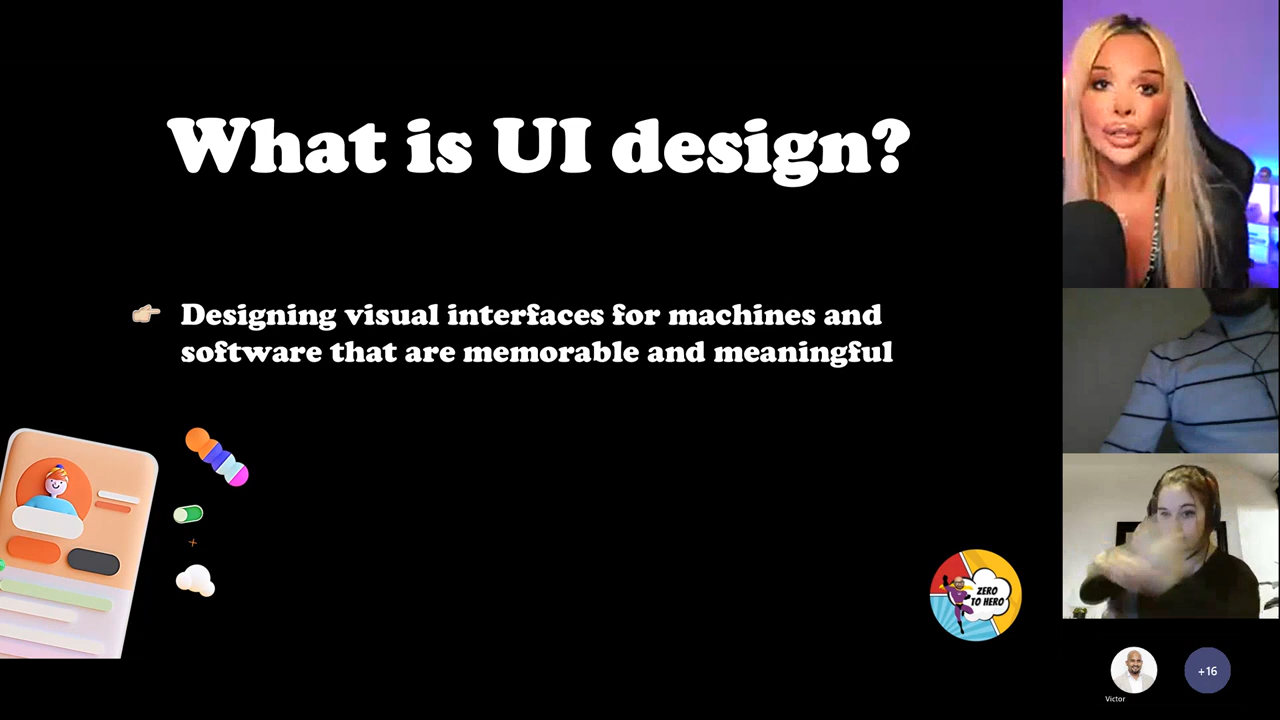 What is UI design?
Designing visual interfaces for machines and
software that are memorable and meaningful
ZERO
TO HERO
Victor
+16